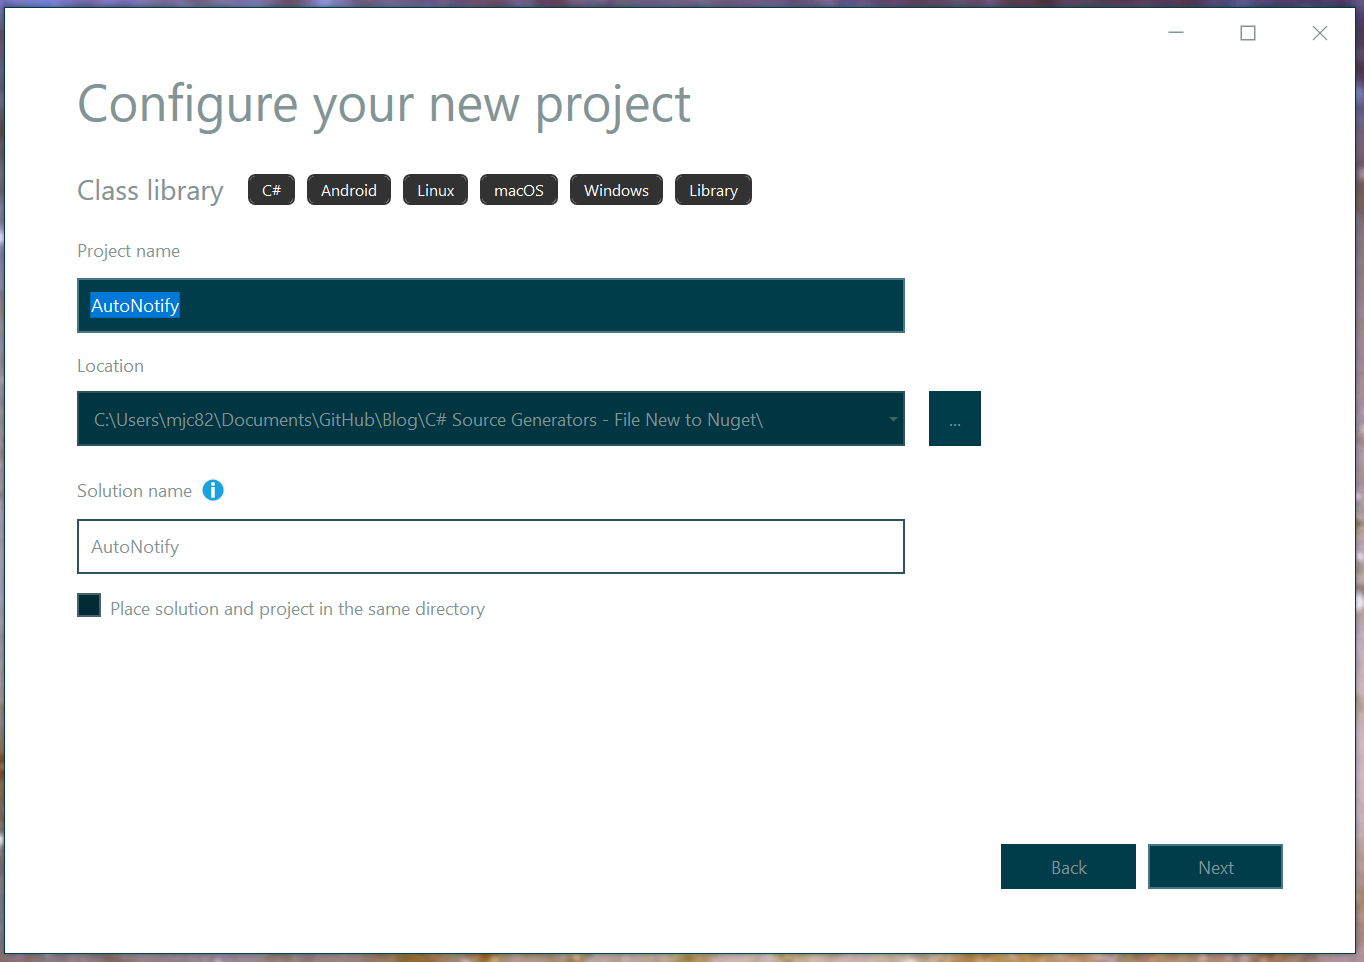 Configure your new project
Class library C# Android Linux macOS Windows Library
Project name
AutoNotify
Location
C:\Users\mjc82\Documents\GitHub\Blog\C# Source Generators - File New to Nuget\
...
Solution name
AutoNotify
Place solution and project in the same directory
Back Next